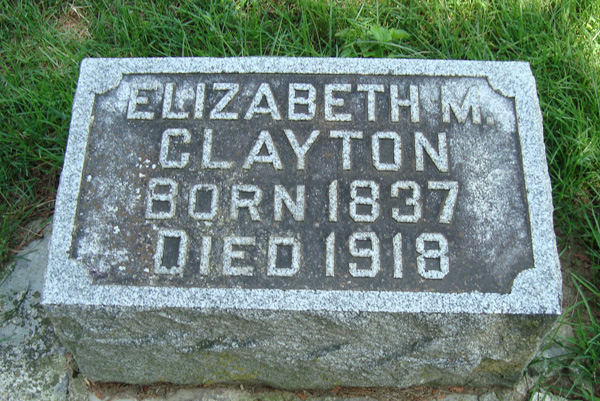 ELIZABETH M.
CLAYTON
BORN 1837
DIED 1918